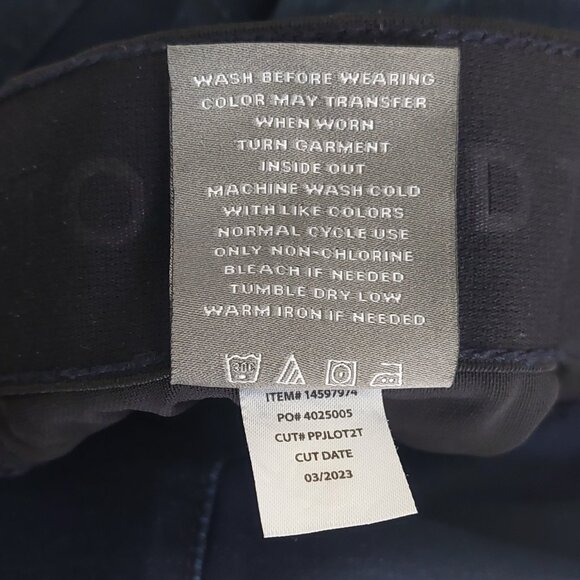 WASH BEFORE WEARING
COLOR MAY TRANSFER
WHEN WORN
TURN GARMENT
INSIDE OUT
MACHINE WASH COLD
WITH LIKE COLORS
NORMAL CYCLE USE
ONLY NON-CHLORINE
BLEACH IF NEEDED
TUMBLE DRY LOW
WARM IRON IF NEEDED
ITEM# 14597974
PO# 4025005
CUT# PPJLOT2T
CUT DATE
03/2023